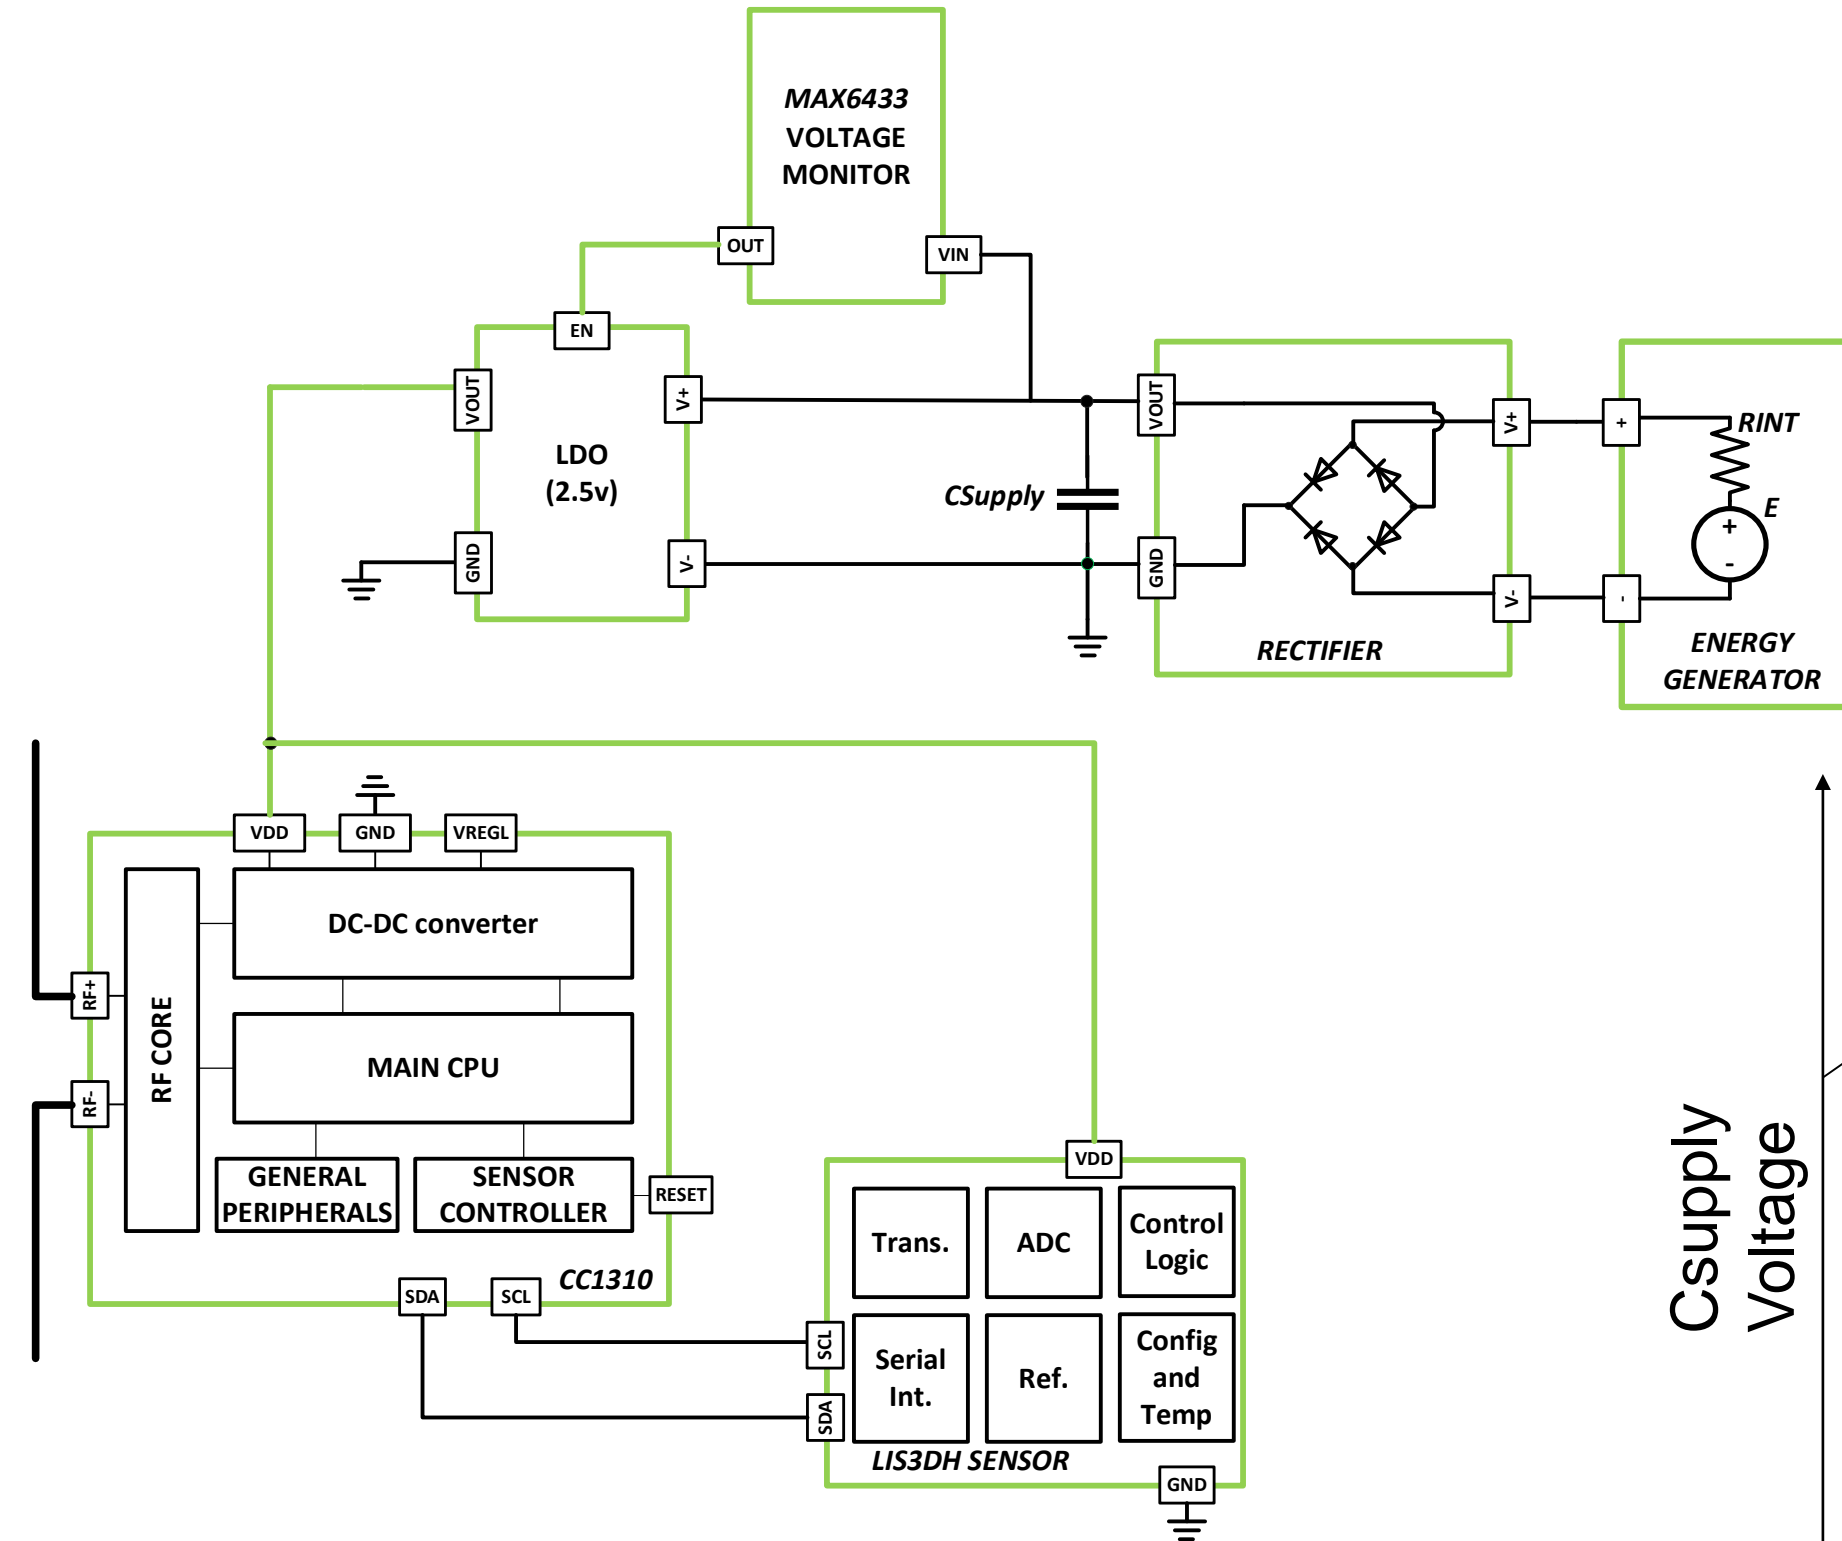 MAX6433
VOLTAGE
MONITOR
OUT
VIN
EN
VOUT
V+
LDO
(2.5v)
GND
V-
CSupply
VOUT
GND
V+
V-
RECTIFIER
+
-
RINT
E
+
-
ENERGY
GENERATOR
VDD
GND
VREGL
DC-DC converter
RF+
RF-
RF CORE
MAIN CPU
GENERAL
PERIPHERALS
SENSOR
CONTROLLER
RESET
CC1310
SDA
SCL
VDD
Trans.
ADC
Control
Logic
SCL
SDA
Serial
Int.
Ref.
Config
and
Temp
LIS3DH SENSOR
GND
Csupply
Voltage